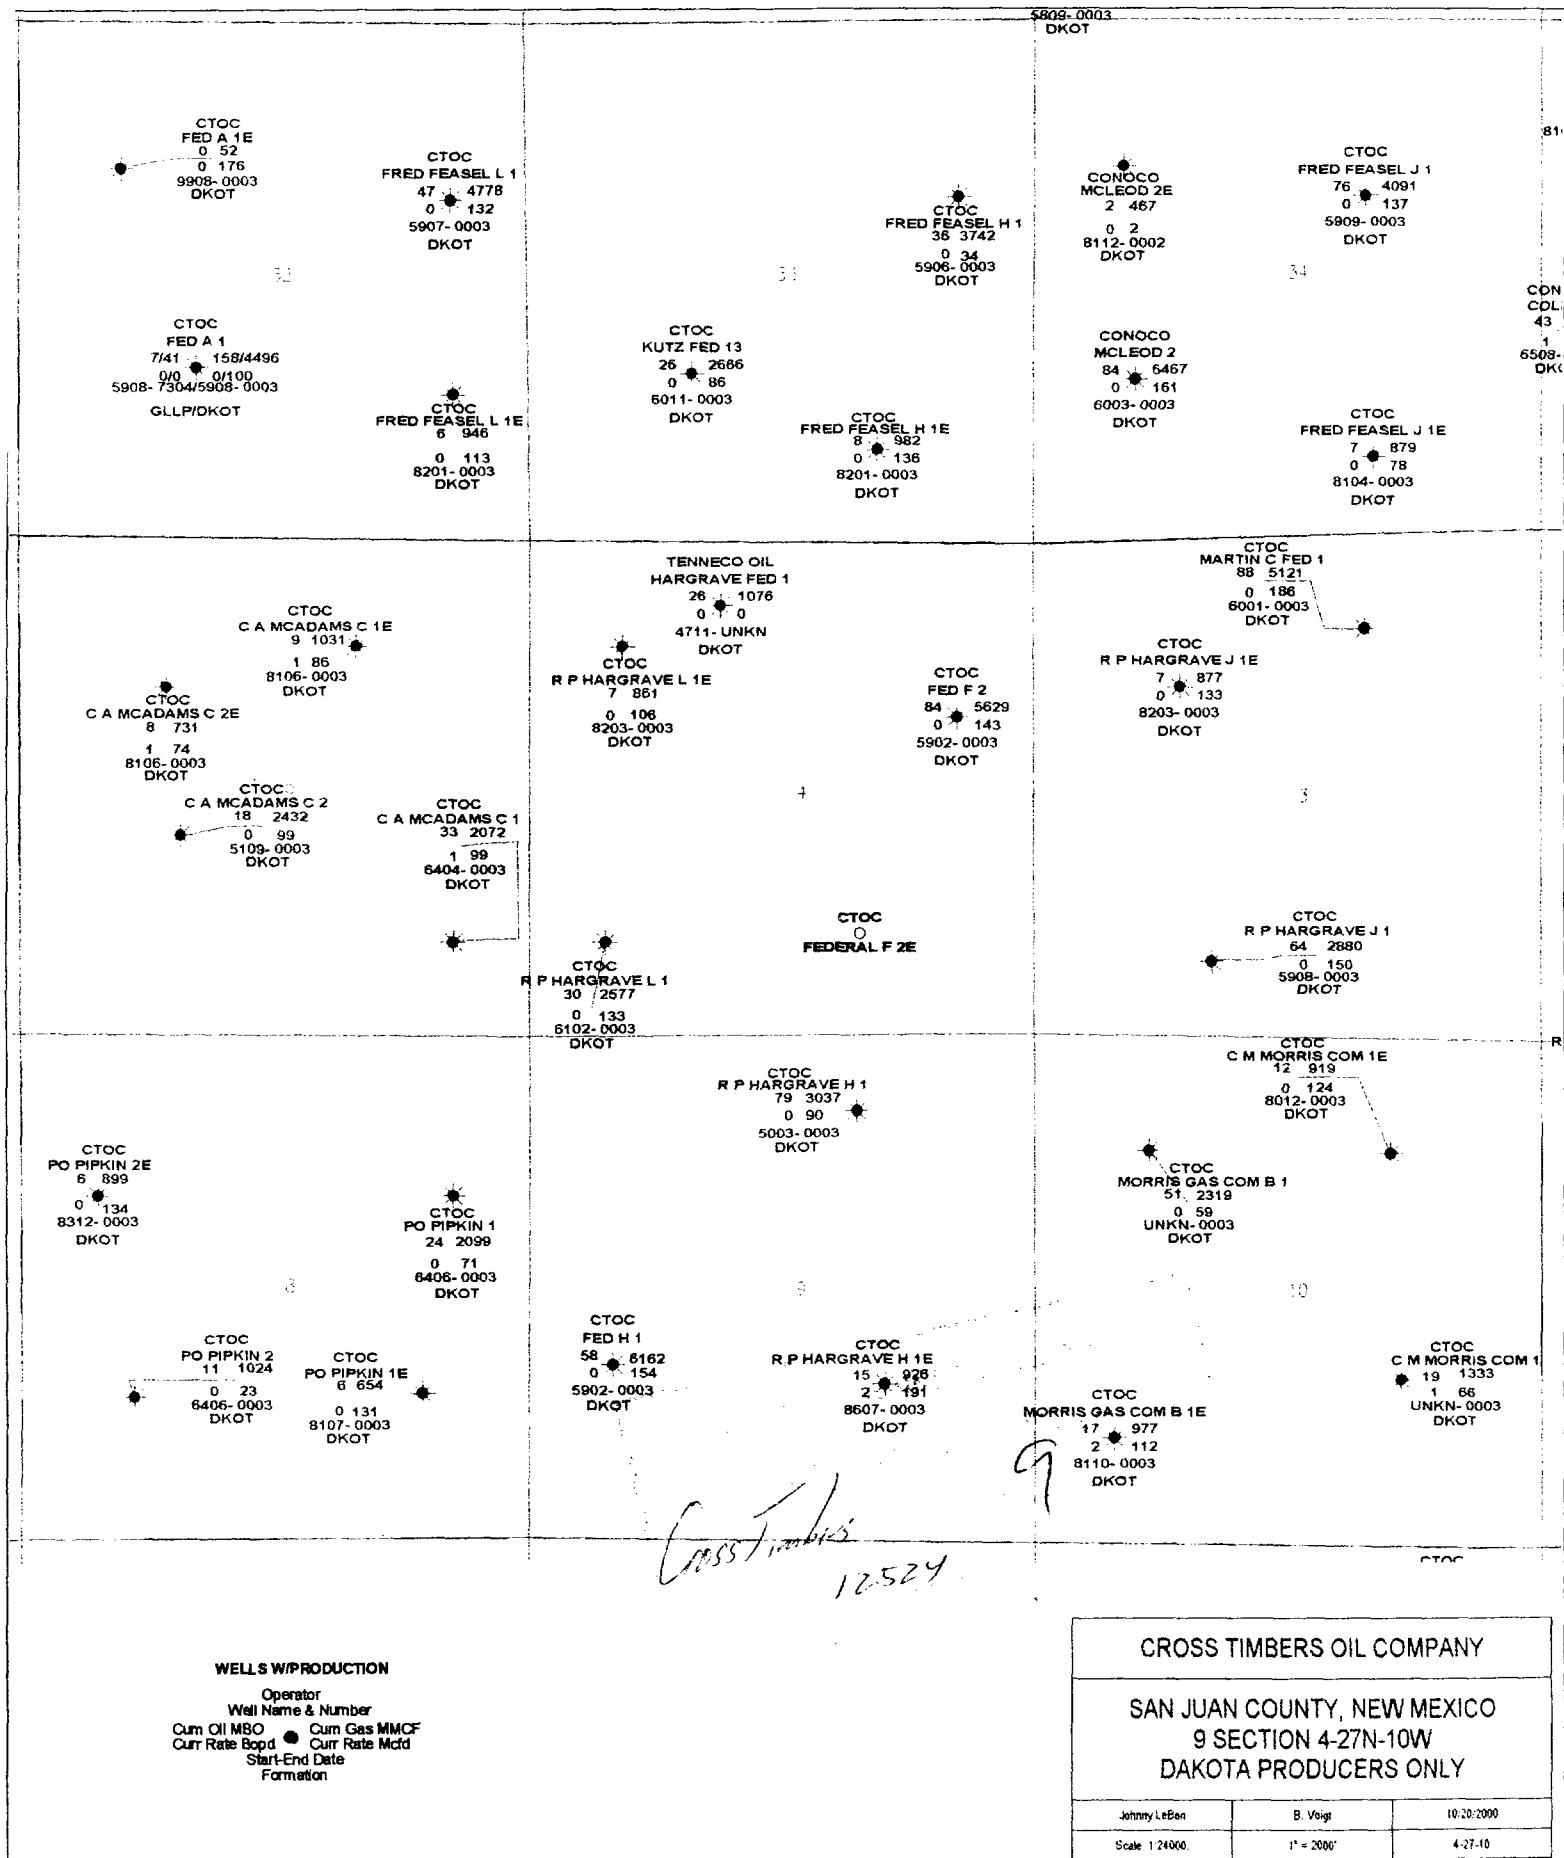 5809-0003
DKOT
CTOC
FED A 1E
0 52
0 176
9908-0003
DKOT
CTOC
FRED FEASEL L 1
47 4778
0 132
5907-0003
DKOT
CTOC
FRED FEASEL H 1
36 3742
0 34
5906-0003
DKOT
CONOCO
MCLEOD 2E
2 467
0 2
8112-0002
DKOT
CTOC
FRED FEASEL J 1
76 4091
0 137
5909-0003
DKOT
81
32
33
34
CTOC
FED A 1
7/41 158/4496
0/0 0/100
5908-7304/5908-0003
GLLP/DKOT
CTOC
FRED FEASEL L 1E
6 946
0 113
8201-0003
DKOT
CTOC
KUTZ FED 13
26 2666
0 86
6011-0003
DKOT
CTOC
FRED FEASEL H 1E
8 982
0 136
8201-0003
DKOT
CONOCO
MCLEOD 2
84 6467
0 161
6003-0003
DKOT
CTOC
FRED FEASEL J 1E
7 879
0 78
8104-0003
DKOT
CON
COL
43
1
6508-
DK
CTOC
C A MCADAMS C 1E
9 1031
1 86
8106-0003
DKOT
CTOC
C A MCADAMS C 2E
8 731
1 74
8106-0003
DKOT
CTOC
C A MCADAMS C 2
18 2432
0 99
5109-0003
DKOT
CTOC
C A MCADAMS C 1
33 2072
1 99
6404-0003
DKOT
TENNECO OIL
HARGRAVE FED 1
26 1076
0 0
4711-UNKN
DKOT
CTOC
R P HARGRAVE L 1E
7 861
0 106
8203-0003
DKOT
CTOC
FED F 2
84 5629
0 143
5902-0003
DKOT
4
CTOC
FEDERAL F 2E
CTOC
R P HARGRAVE L 1
30 2577
0 133
6102-0003
DKOT
CTOC
MARTIN C FED 1
88 5121
0 186
6001-0003
DKOT
CTOC
R P HARGRAVE J 1E
7 877
0 133
8203-0003
DKOT
3
CTOC
R P HARGRAVE J 1
64 2880
0 150
5908-0003
DKOT
R
CTOC
PO PIPKIN 2E
6 899
0 134
8312-0003
DKOT
CTOC
PO PIPKIN 1
24 2099
0 71
6406-0003
DKOT
8
CTOC
PO PIPKIN 2
11 1024
0 23
6406-0003
DKOT
CTOC
PO PIPKIN 1E
6 654
0 131
8107-0003
DKOT
CTOC
R P HARGRAVE H 1
79 3037
0 90
5003-0003
DKOT
9
CTOC
FED H 1
58 6162
0 154
5902-0003
DKOT
CTOC
R P HARGRAVE H 1E
15 926
2 191
8607-0003
DKOT
CTOC
C M MORRIS COM 1E
12 919
0 124
8012-0003
DKOT
CTOC
MORRIS GAS COM B 1
51 2319
0 59
UNKN-0003
DKOT
10
CTOC
MORRIS GAS COM B 1E
17 977
2 112
8110-0003
DKOT
CTOC
C M MORRIS COM 1
19 1333
1 66
UNKN-0003
DKOT
9
Cross Timbers
12524
CTOC
WELLS W/PRODUCTION
Operator
Well Name & Number
Cum Oil MBO Cum Gas MMCF
Curr Rate Bopd Curr Rate Mcfd
Start-End Date
Formation
CROSS TIMBERS OIL COMPANY
SAN JUAN COUNTY, NEW MEXICO
9 SECTION 4-27N-10W
DAKOTA PRODUCERS ONLY
Johnny LeBon B. Voigt 10/20/2000
Scale 1:24000. 1" = 2000' 4-27-10